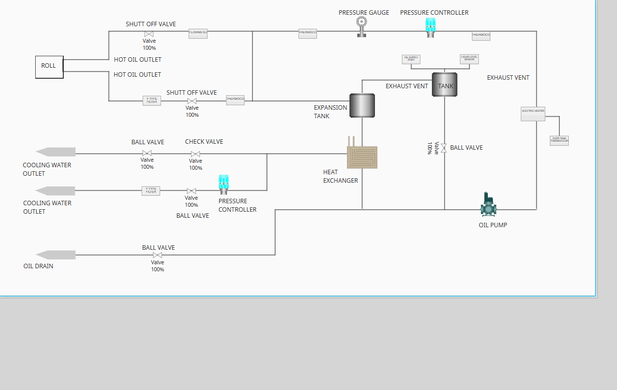 PRESSURE GAUGE
PRESSURE CONTROLLER
SHUTT OFF VALVE
Valve
100%
HOT OIL OUTLET
ROLL
HOT OIL OUTLET
EXHAUST VENT
EXHAUST VENT
TANK
SHUTT OFF VALVE
Valve
100%
EXPANSION
TANK
BALL VALVE
Valve
100%
CHECK VALVE
Valve
100%
Valve
100%
BALL VALVE
COOLING WATER
OUTLET
HEAT
EXCHANGER
COOLING WATER
OUTLET
Valve
100%
BALL VALVE
PRESSURE
CONTROLLER
OIL PUMP
BALL VALVE
Valve
100%
OIL DRAIN